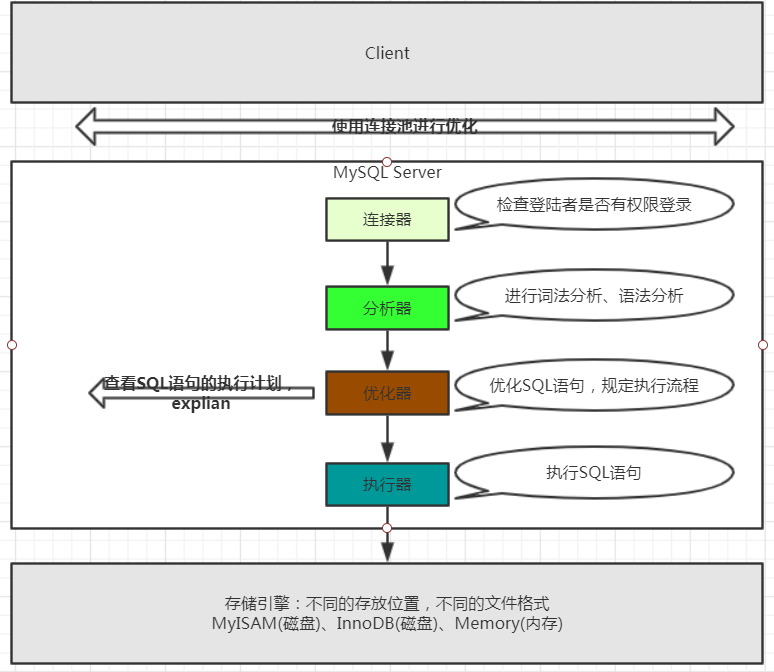 Client
使用连接池进行优化
MySQL Server
连接器
检查登陆者是否有权限登录
分析器
进行词法分析、语法分析
查看SQL语句的执行计划，
explian
优化器
优化SQL语句，规定执行流程
执行器
执行SQL语句
存储引擎：不同的存放位置，不同的文件格式
MyISAM(磁盘)、InnoDB(磁盘)、Memory(内存)